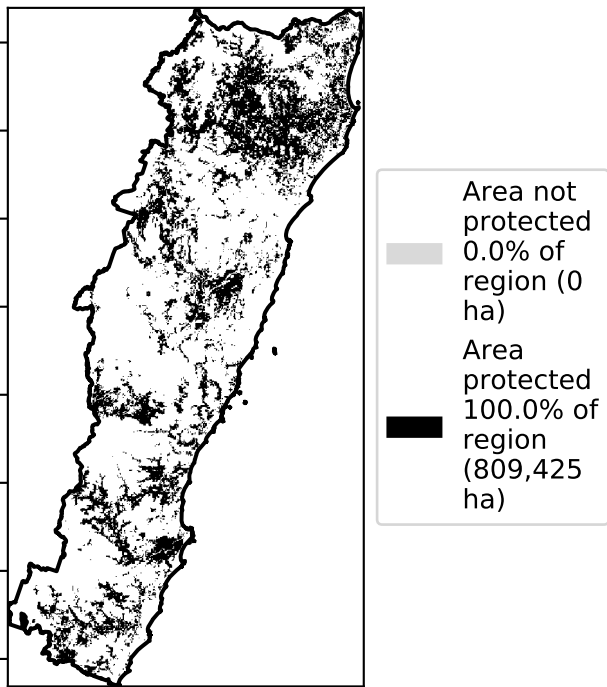 Area not
protected
0.0% of
region (0
ha)
Area
protected
100.0% of
region
(809,425
ha)